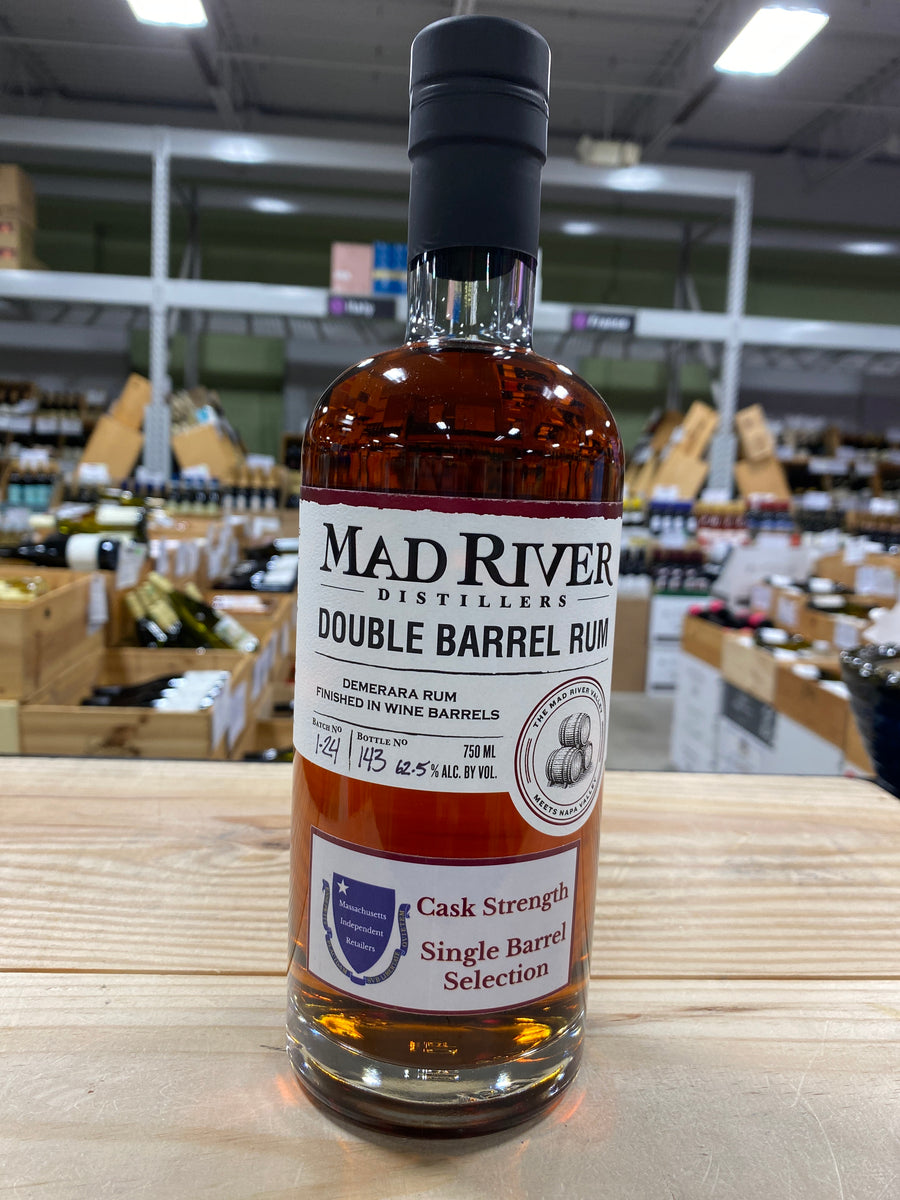 Italy
France
MAD RIVER
DISTILLERS
DOUBLE BARREL RUM
DEMERARA RUM
FINISHED IN WINE BARRELS
BATCH NO
1-24
BOTTLE NO
143
750 ML
62.5% ALC. BY VOL.
THE MAD RIVER VALLEY
MEETS NAPA VALLEY
Massachusetts
Independent
Retailers
Cask Strength
Single Barrel
Selection